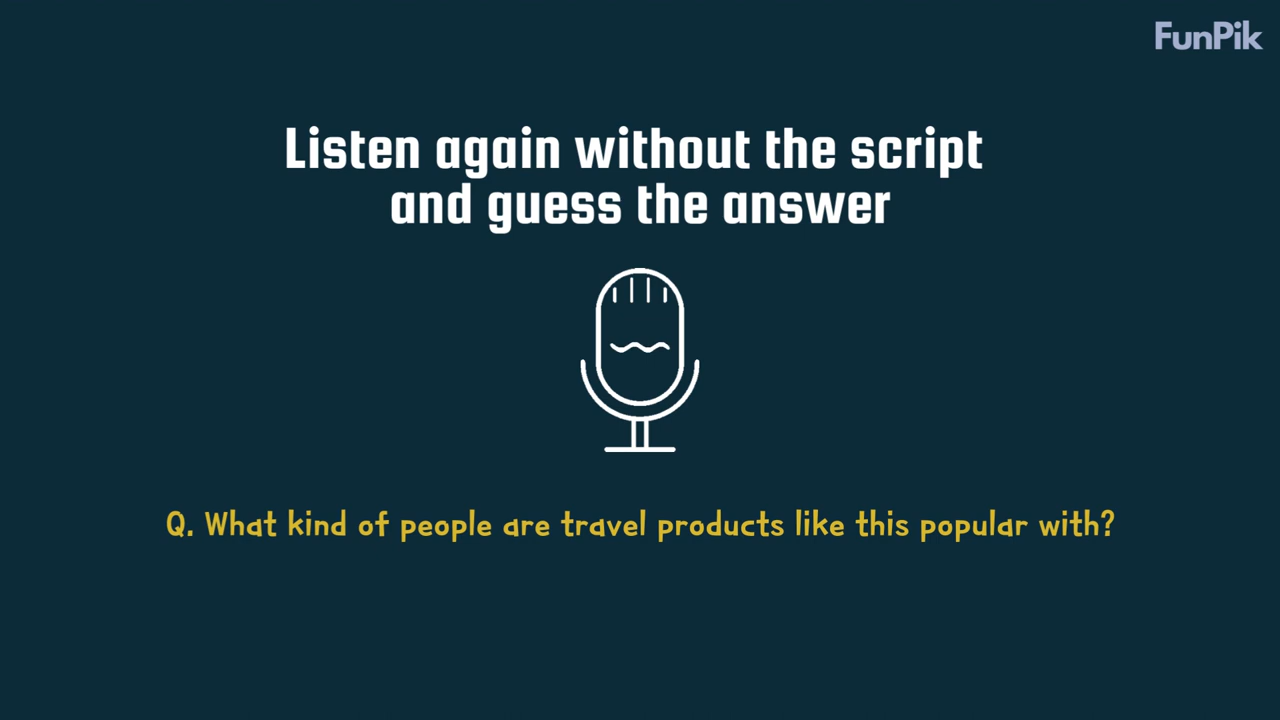 FunPik
Listen again without the script
and guess the answer
Q. What kind of people are travel products like this popular with?